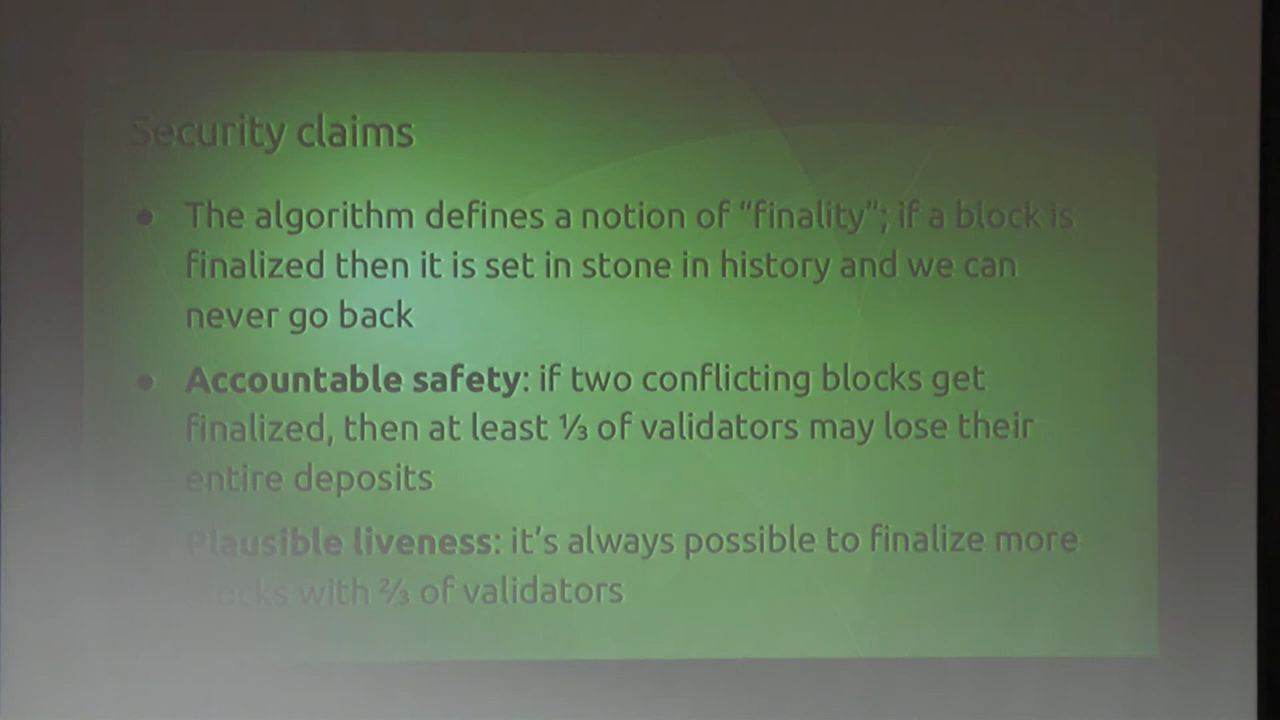 Security claims
● The algorithm defines a notion of “finality”; if a block is
finalized then it is set in stone in history and we can
never go back
● Accountable safety: if two conflicting blocks get
finalized, then at least ⅓ of validators may lose their
entire deposits
Plausible liveness: it’s always possible to finalize more
blocks with ⅔ of validators